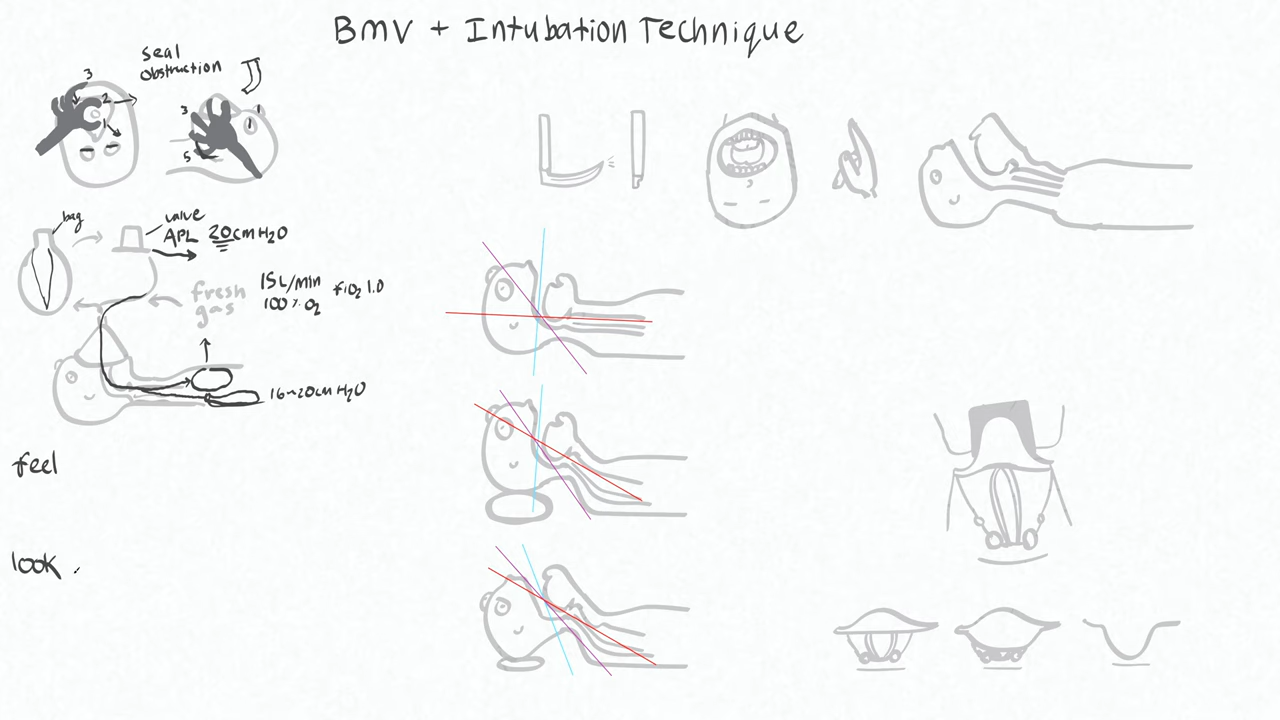 BMV + Intubation Technique
seal
obstruction
3
2
1
3
1
5
bag
valve
APL 20cmH2O
fresh
gas
15L/min
100% O2
fiO2 1.0
16-20cmH2O
feel
look .